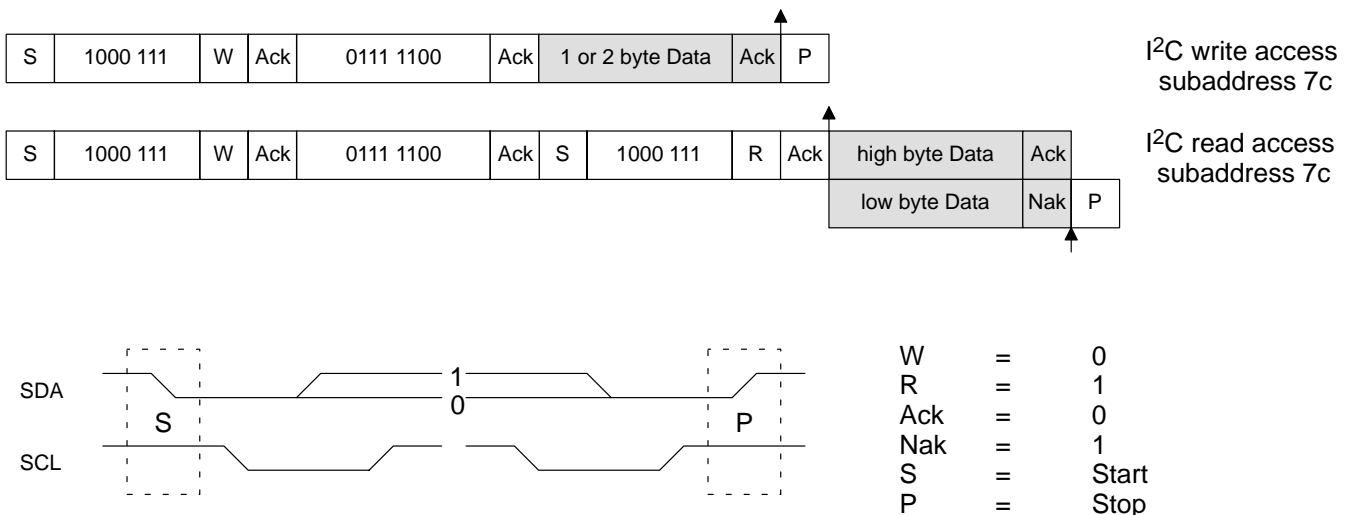 S 1000 111 W Ack 0111 1100 Ack 1 or 2 byte Data Ack P
I2C write access
subaddress 7c
S 1000 111 W Ack 0111 1100 Ack S 1000 111 R Ack high byte Data Ack
I2C read access
subaddress 7c
low byte Data Nak P
SDA
1
0
S
P
SCL
W = 0
R = 1
Ack = 0
Nak = 1
S = Start
P = Stop